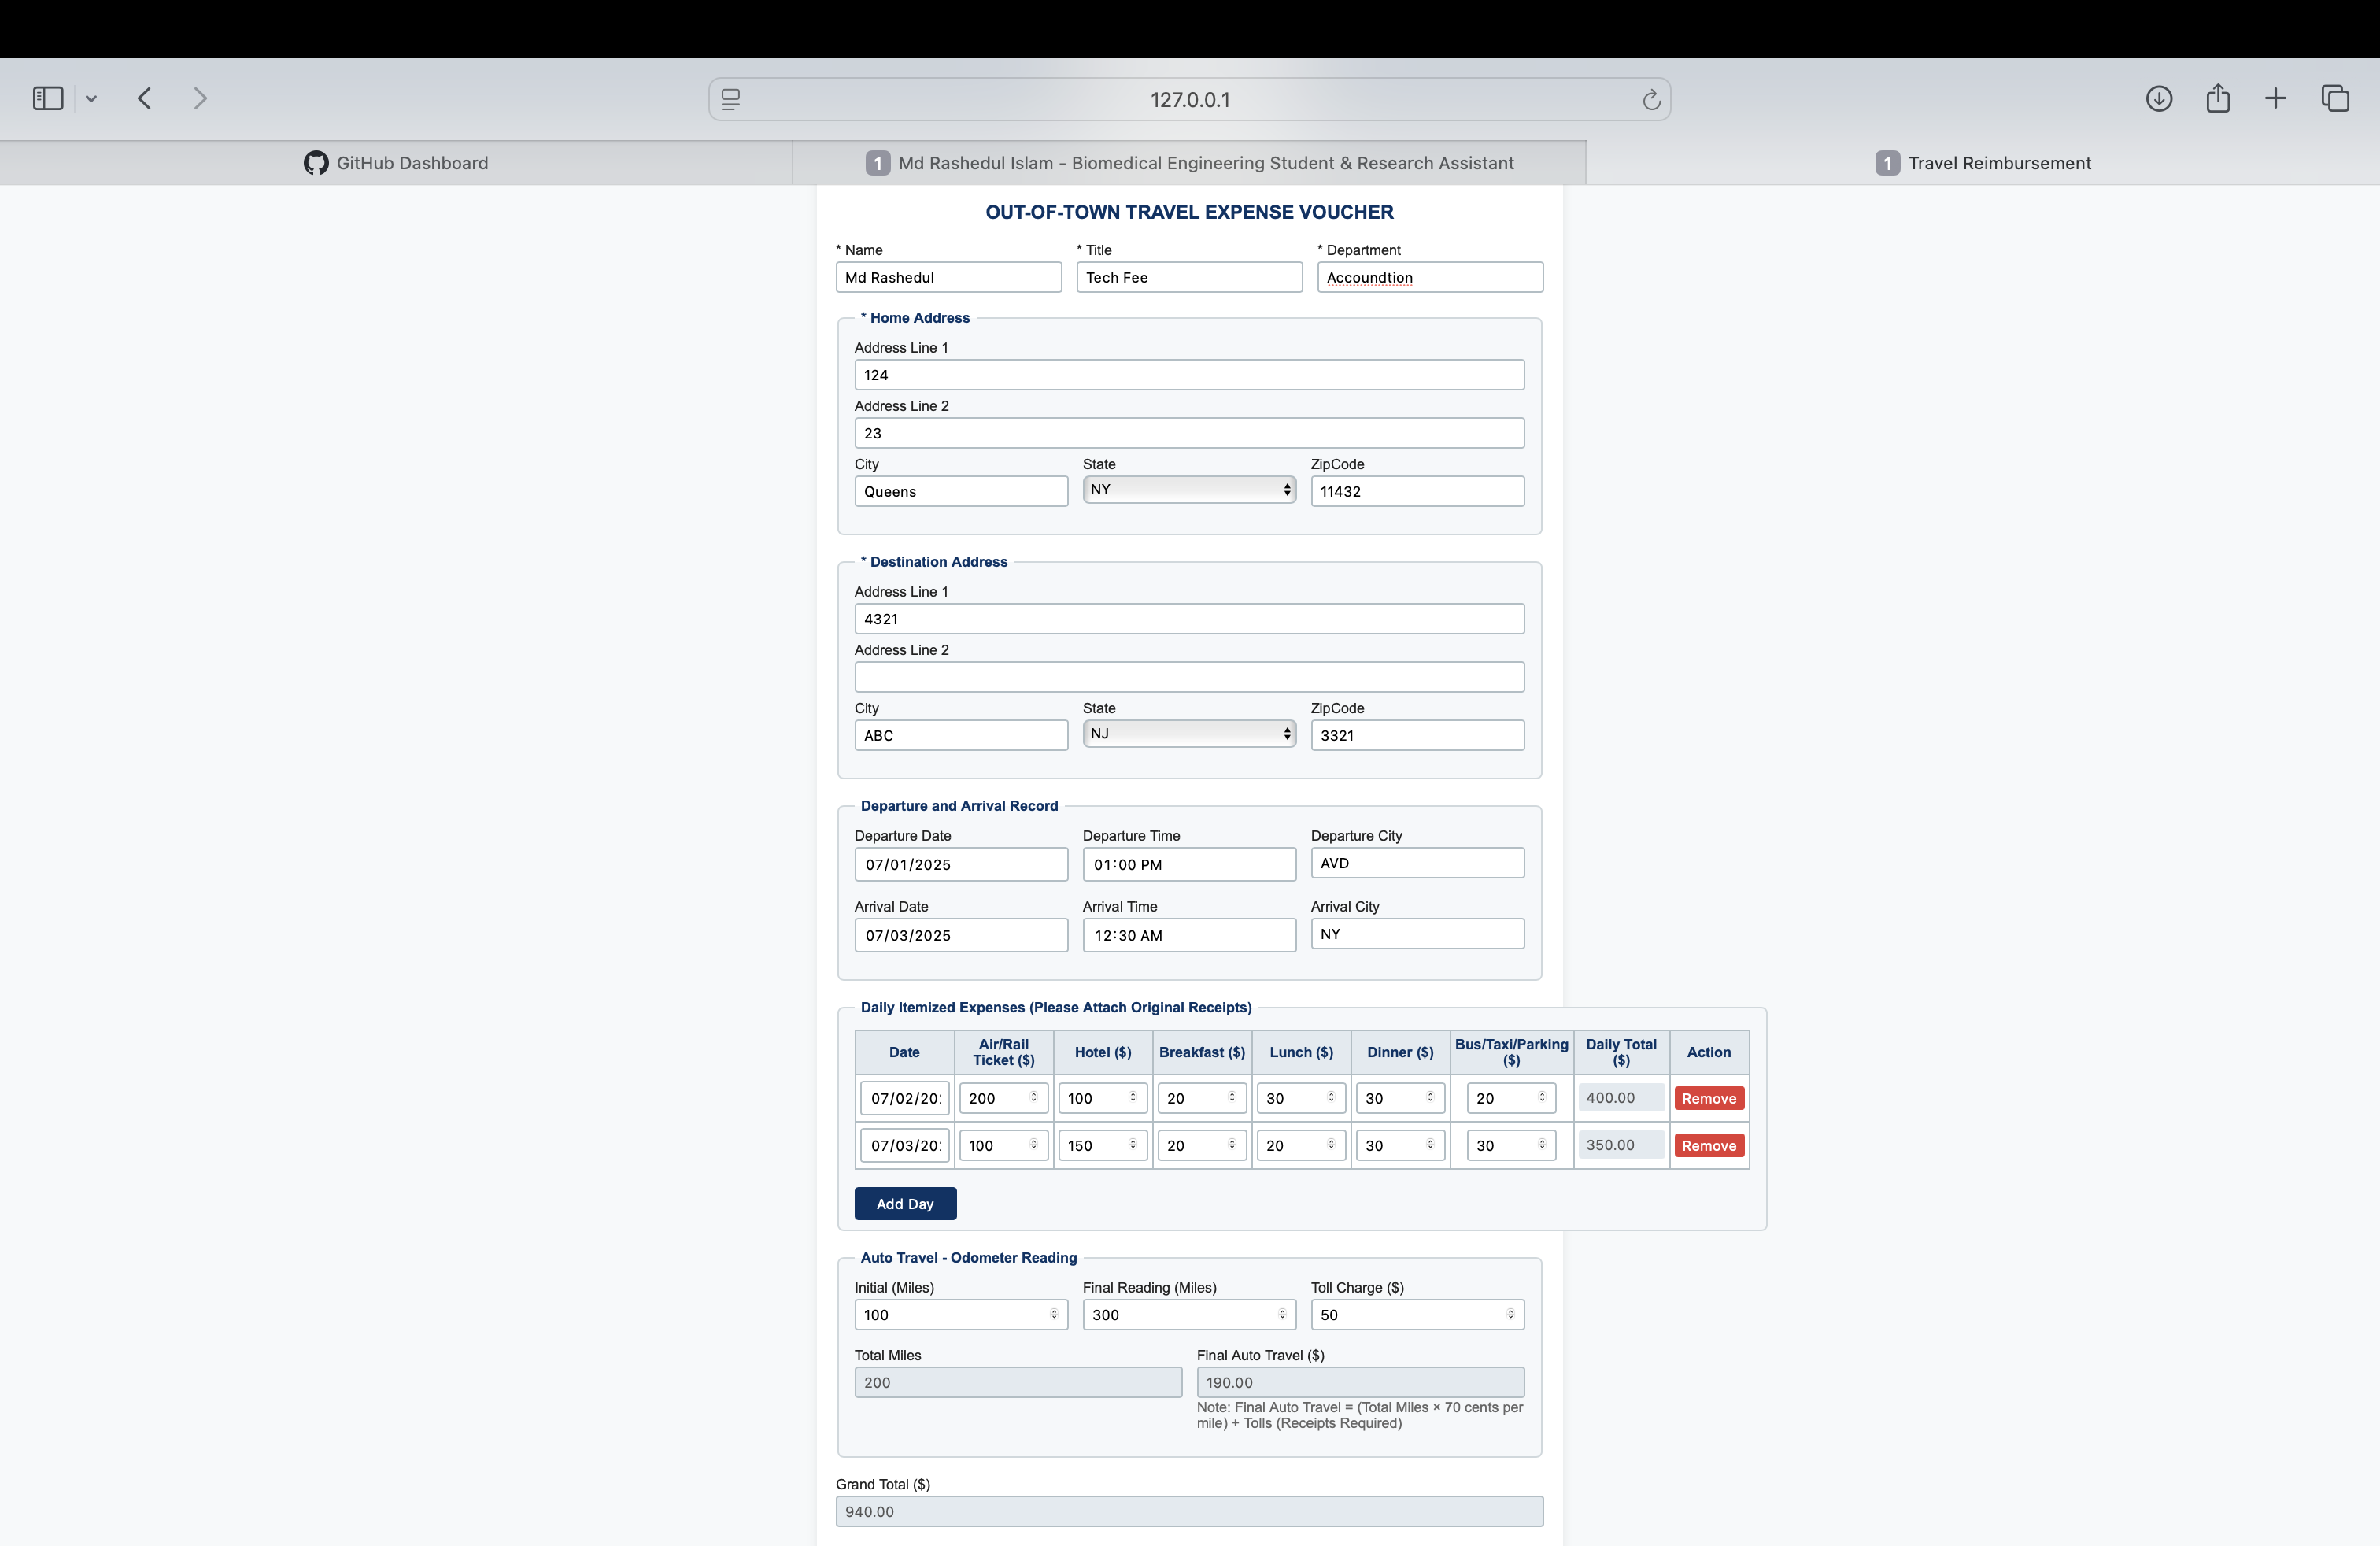 127.0.0.1
GitHub Dashboard
1 Md Rashedul Islam - Biomedical Engineering Student & Research Assistant
1 Travel Reimbursement
OUT-OF-TOWN TRAVEL EXPENSE VOUCHER
* Name * Title * Department
Md Rashedul Tech Fee Accoundtion
* Home Address
Address Line 1
124
Address Line 2
23
City State ZipCode
Queens NY 11432
* Destination Address
Address Line 1
4321
Address Line 2
City State ZipCode
ABC NJ 3321
Departure and Arrival Record
Departure Date Departure Time Departure City
07/01/2025 01:00 PM AVD
Arrival Date Arrival Time Arrival City
07/03/2025 12:30 AM NY
Daily Itemized Expenses (Please Attach Original Receipts)
Date Air/Rail Ticket ($) Hotel ($) Breakfast ($) Lunch ($) Dinner ($) Bus/Taxi/Parking ($) Daily Total ($) Action
07/02/20 200 100 20 30 30 20 400.00 Remove
07/03/20 100 150 20 20 30 30 350.00 Remove
Add Day
Auto Travel - Odometer Reading
Initial (Miles) Final Reading (Miles) Toll Charge ($)
100 300 50
Total Miles Final Auto Travel ($)
200 190.00
Note: Final Auto Travel = (Total Miles × 70 cents per
mile) + Tolls (Receipts Required)
Grand Total ($)
940.00